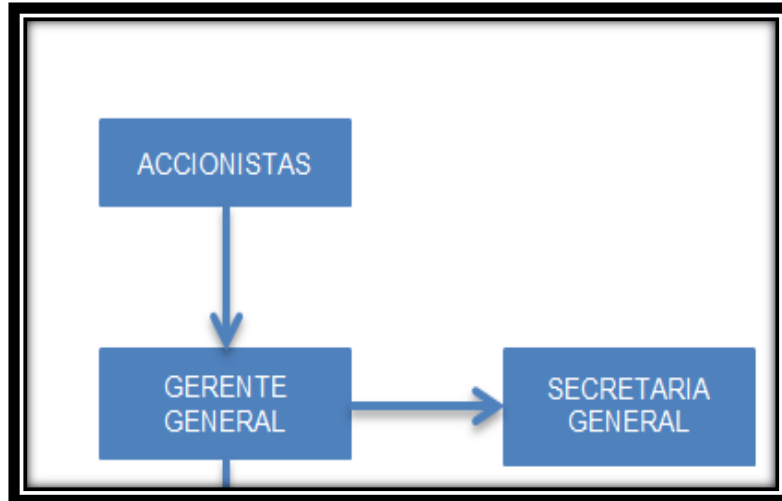 ACCIONISTAS
GERENTE
GENERAL
SECRETARIA
GENERAL